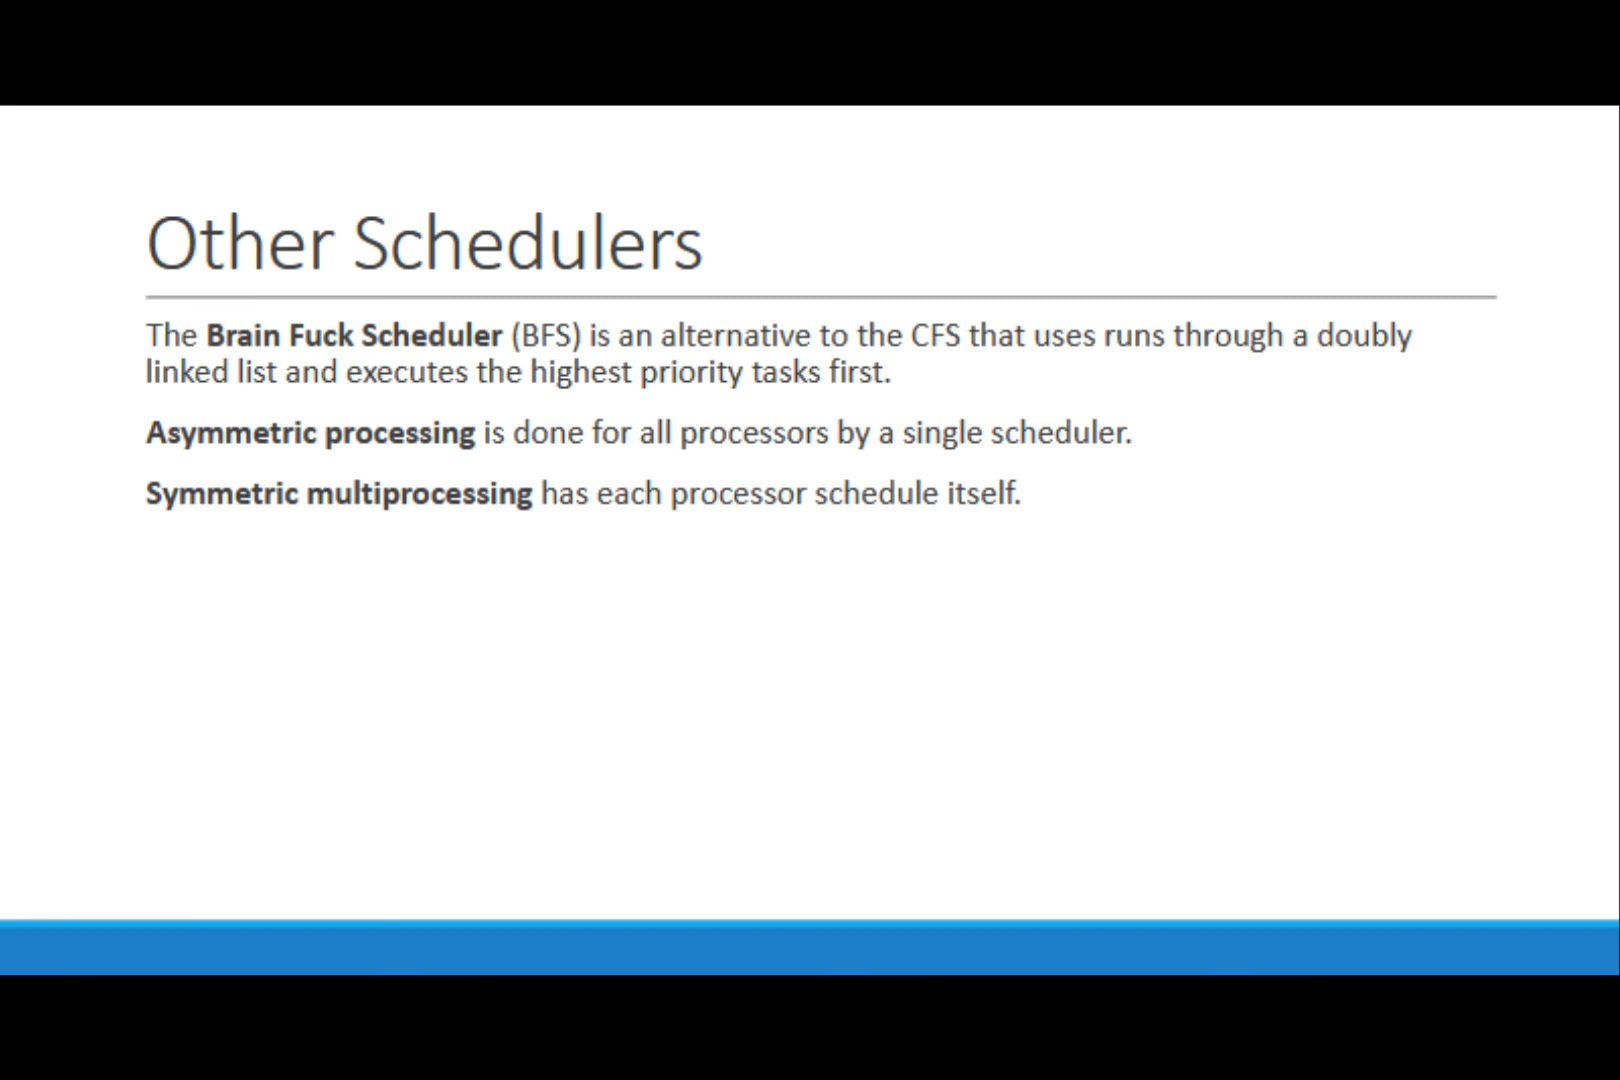 Other Schedulers
The Brain Fuck Scheduler (BFS) is an alternative to the CFS that uses runs through a doubly
linked list and executes the highest priority tasks first.
Asymmetric processing is done for all processors by a single scheduler.
Symmetric multiprocessing has each processor schedule itself.